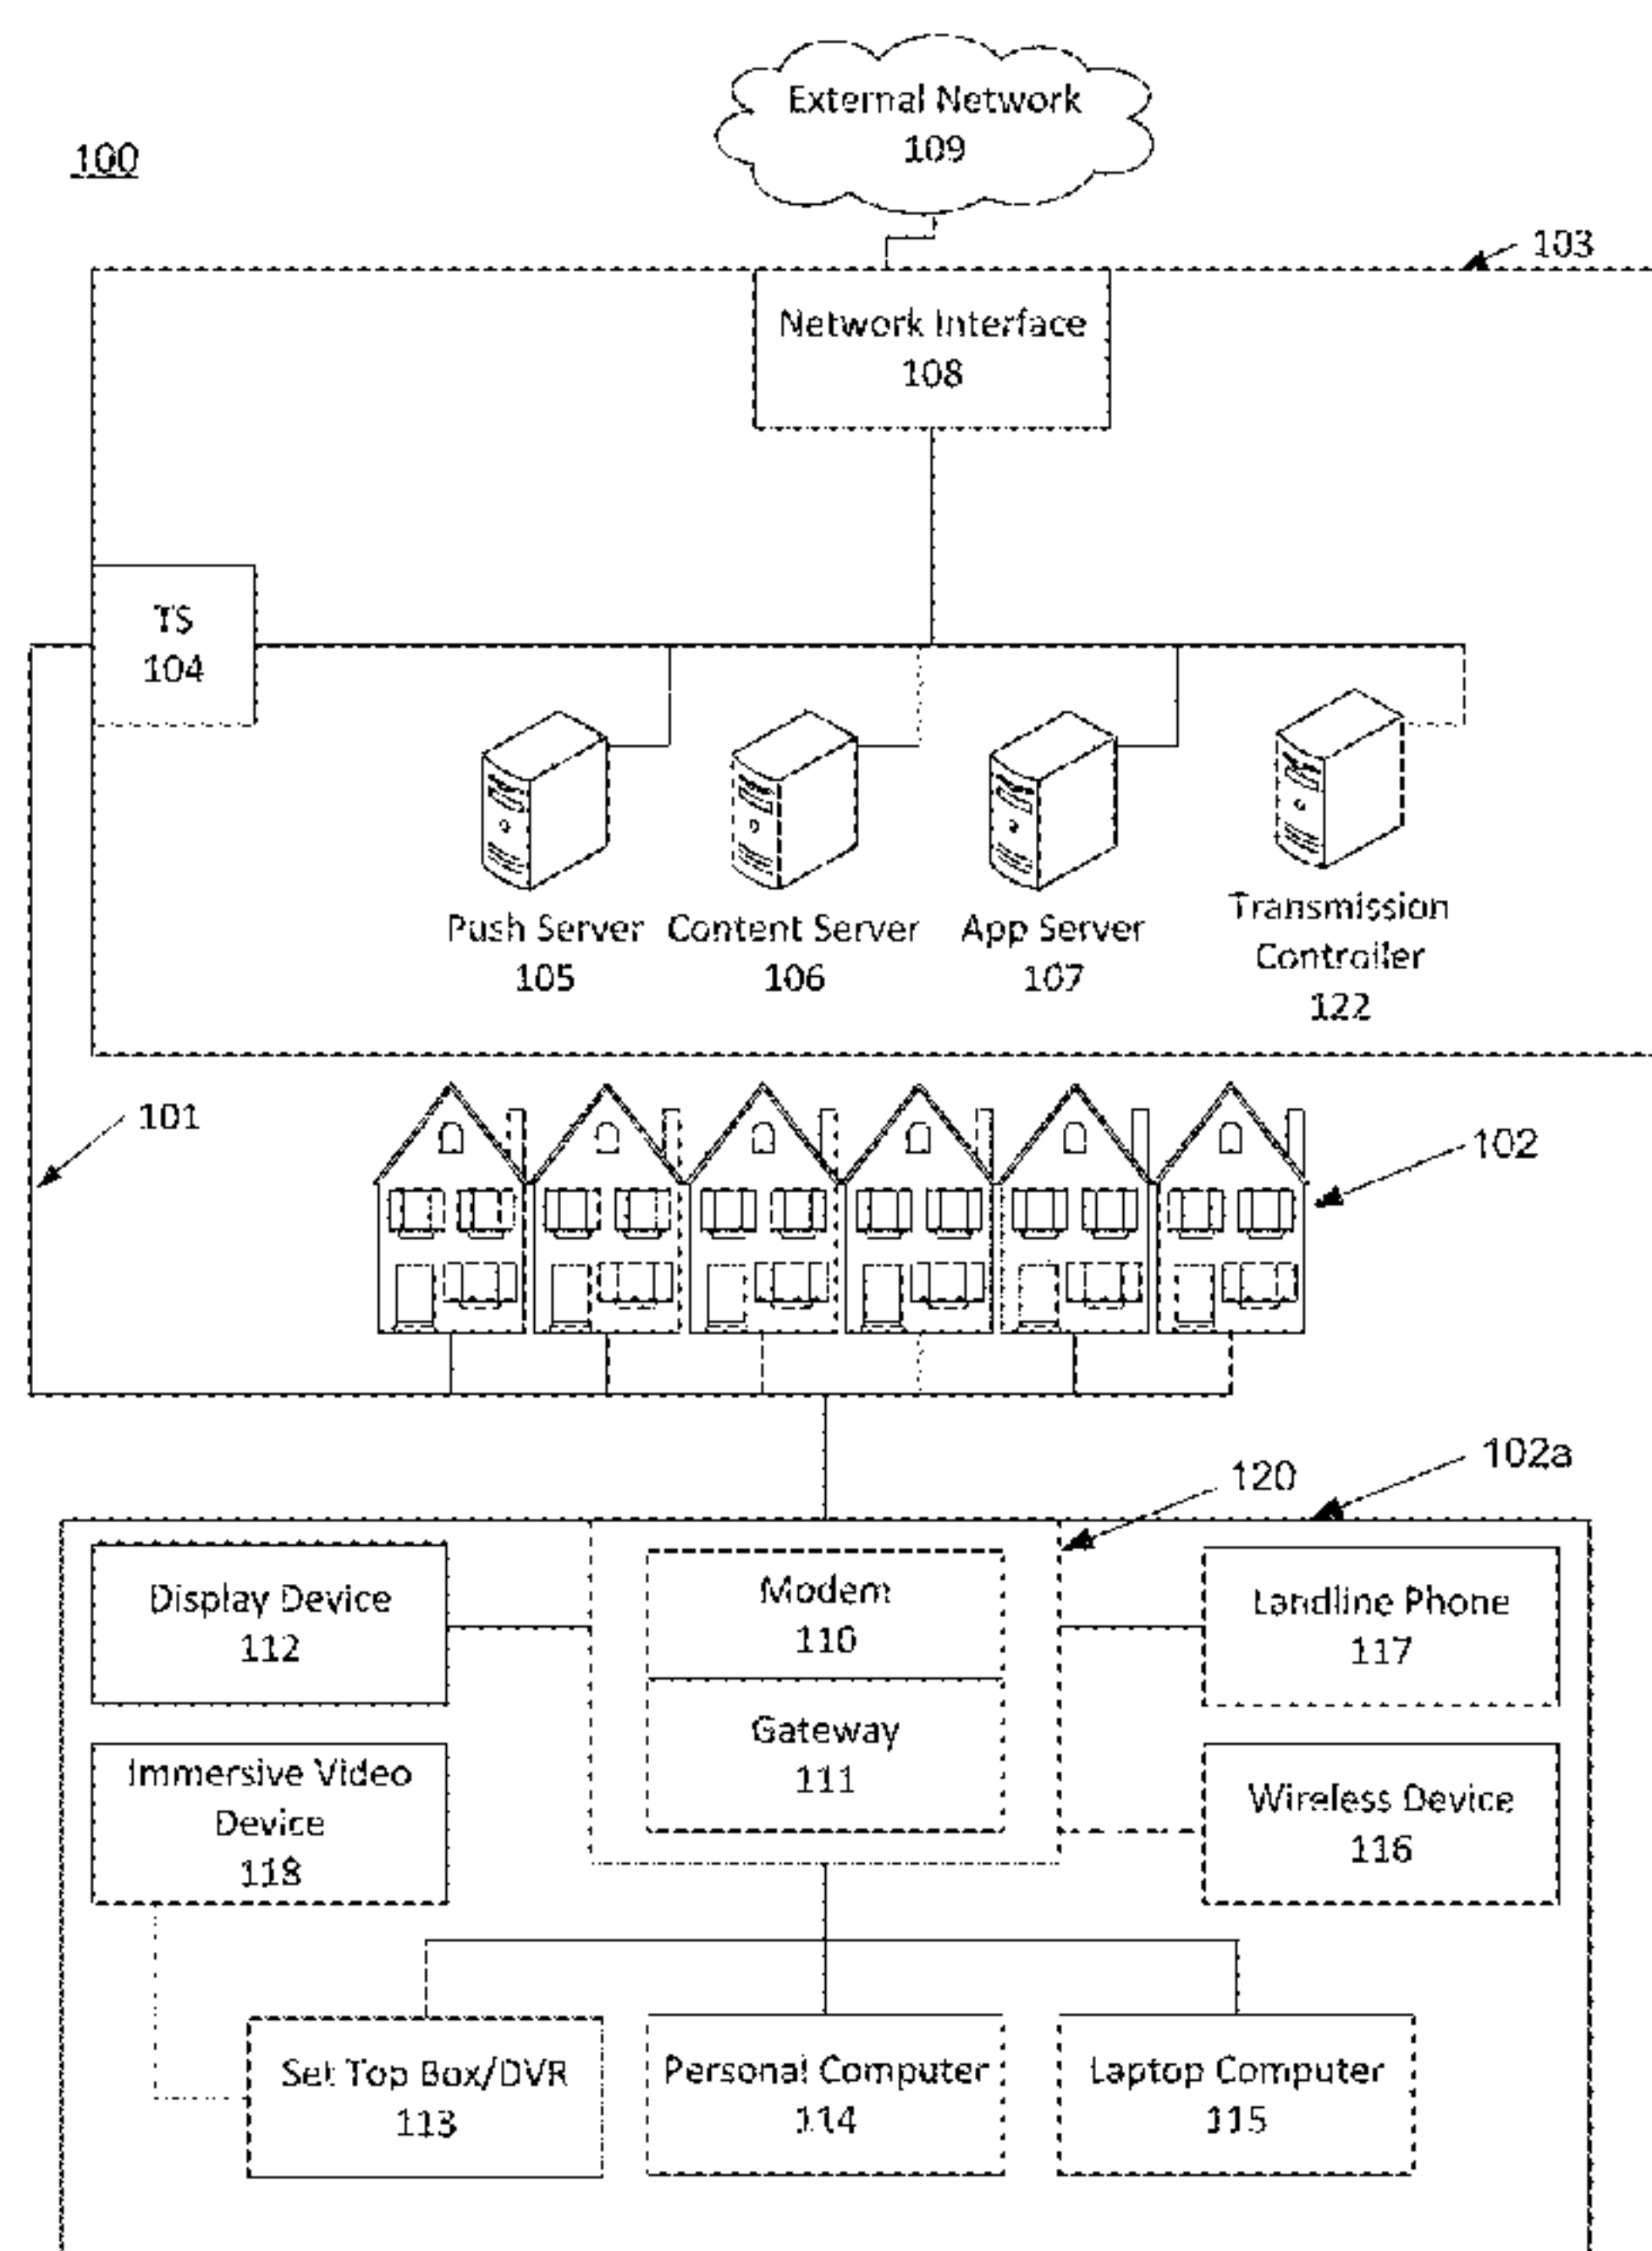 External Network
109
100
103
Network Interface
108
TS
104
Push Server
105
Content Server
106
App Server
107
Transmission
Controller
122
101
102
102a
120
Display Device
112
Modem
110
Landline Phone
117
Gateway
111
Immersive Video
Device
118
Wireless Device
116
Set Top Box/DVR
113
Personal Computer
114
Laptop Computer
115